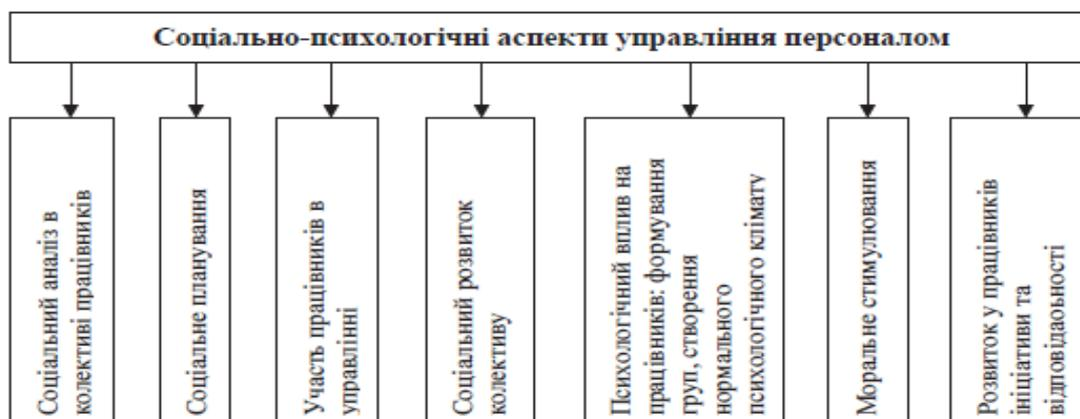 Соціально-психологічні аспекти управління персоналом
Соціальний аналіз в
колективі працівників
Соціальне планування
Участь працівників в
управлінні
Соціальний розвиток
колективу
Психологічний вплив на
працівників: формування
груп, створення
нормального
психологічного клімату
Моральне стимулювання
Розвиток у працівників
ініціативи та
відповідаоьності